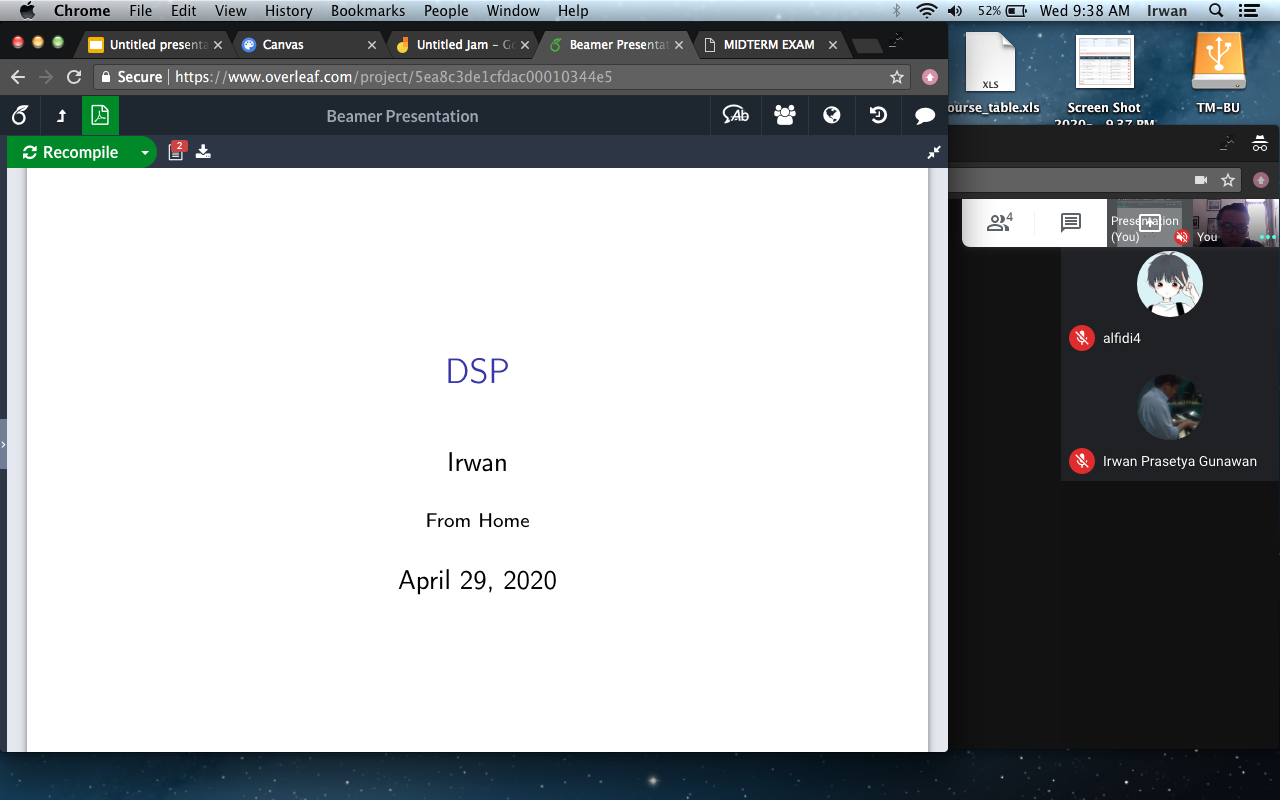 Chrome File Edit View History Bookmarks People Window Help 52% Wed 9:38 AM Irwan
Untitled presenta
Canvas
Untitled Jam – Go
Beamer Presentat
MIDTERM EXAM
Secure
https://www.overleaf.com/project/5ea8c3de1cfdac00010344e5
Beamer Presentation
Ab
Recompile
2
DSP
Irwan
From Home
April 29, 2020
XLS
ourse_table.xls
Screen Shot
2020-...9.37 PM
TM-BU
4
Presentation
(You)
You
alfidi4
Irwan Prasetya Gunawan